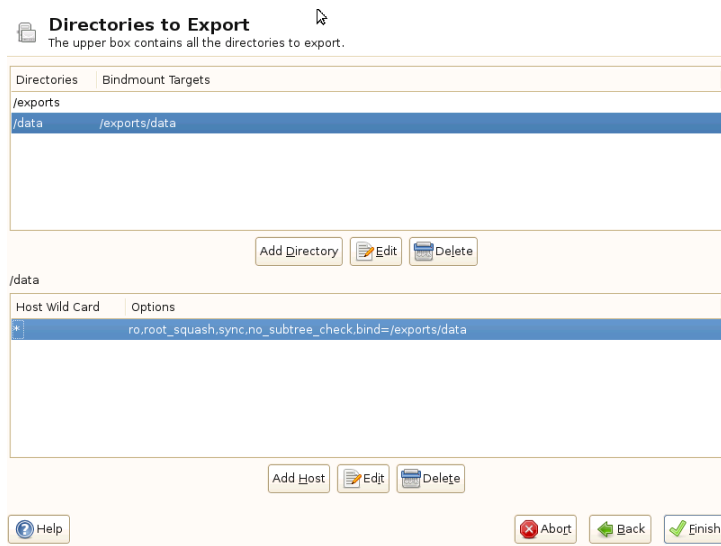 Directories to Export
The upper box contains all the directories to export.
Directories Bindmount Targets
/exports
/data /exports/data
Add Directory Edit Delete
/data
Host Wild Card Options
* ro,root_squash,sync,no_subtree_check,bind=/exports/data
Add Host Edit Delete
Help Abort Back Finish